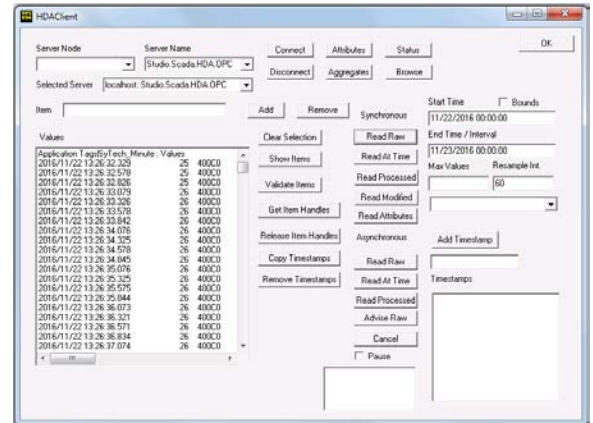 HDAClient
Server Node
Server Name
Studio.Scada.HDA.OPC
Selected Server
localhost: Studio.Scada.HDA.OPC
Connect
Attributes
Status
OK
Disconnect
Aggregates
Browse
Item
Add
Remove
Synchronous
Start Time
Bounds
11/22/2016 00:00:00
Values
Clear Selection
Read Raw
End Time / Interval
11/23/2016 00:00:00
Application Tags\SyTech_Minute : Values
2016/11/22 13:26:32.329 25 400C0
2016/11/22 13:26:32.578 25 400C0
2016/11/22 13:26:32.826 26 400C0
2016/11/22 13:26:33.079 26 400C0
2016/11/22 13:26:33.326 26 400C0
2016/11/22 13:26:33.578 26 400C0
2016/11/22 13:26:33.842 26 400C0
2016/11/22 13:26:34.076 26 400C0
2016/11/22 13:26:34.325 26 400C0
2016/11/22 13:26:34.578 26 400C0
2016/11/22 13:26:34.845 26 400C0
2016/11/22 13:26:35.076 26 400C0
2016/11/22 13:26:35.325 26 400C0
2016/11/22 13:26:35.575 26 400C0
2016/11/22 13:26:35.844 26 400C0
2016/11/22 13:26:36.073 26 400C0
2016/11/22 13:26:36.321 26 400C0
2016/11/22 13:26:36.571 26 400C0
2016/11/22 13:26:36.834 26 400C0
2016/11/22 13:26:37.074 26 400C0
Show Items
Read At Time
Max Values
Resample Int.
60
Validate Items
Read Processed
Read Modified
Get Item Handles
Read Attributes
Release Item Handles
Asynchronous
Add Timestamp
Copy Timestamps
Read Raw
Remove Timestamps
Read At Time
Timestamps
Read Processed
Advise Raw
Cancel
Pause